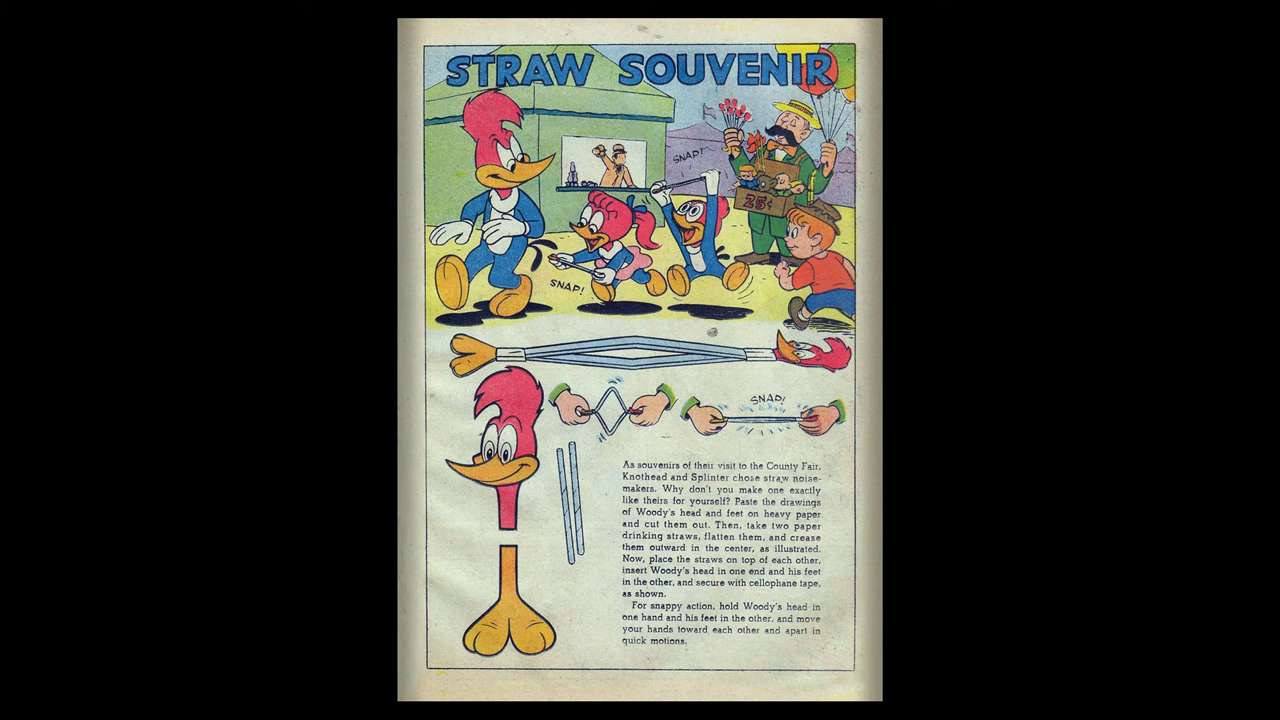 STRAW SOUVENIR
SNAP!
25¢
SNAP!
SNAP!
As souvenirs of their visit to the County Fair,
Knothead and Splinter chose straw noise-
makers. Why don't you make one exactly
like theirs for yourself? Paste the drawings
of Woody's head and feet on heavy paper
and cut them out. Then, take two paper
drinking straws, flatten them, and crease
them outward in the center, as illustrated.
Now, place the straws on top of each other,
insert Woody's head in one end and his feet
in the other, and secure with cellophane tape,
as shown.
For snappy action, hold Woody's head in
one hand and his feet in the other, and move
your hands toward each other and apart in
quick motions.